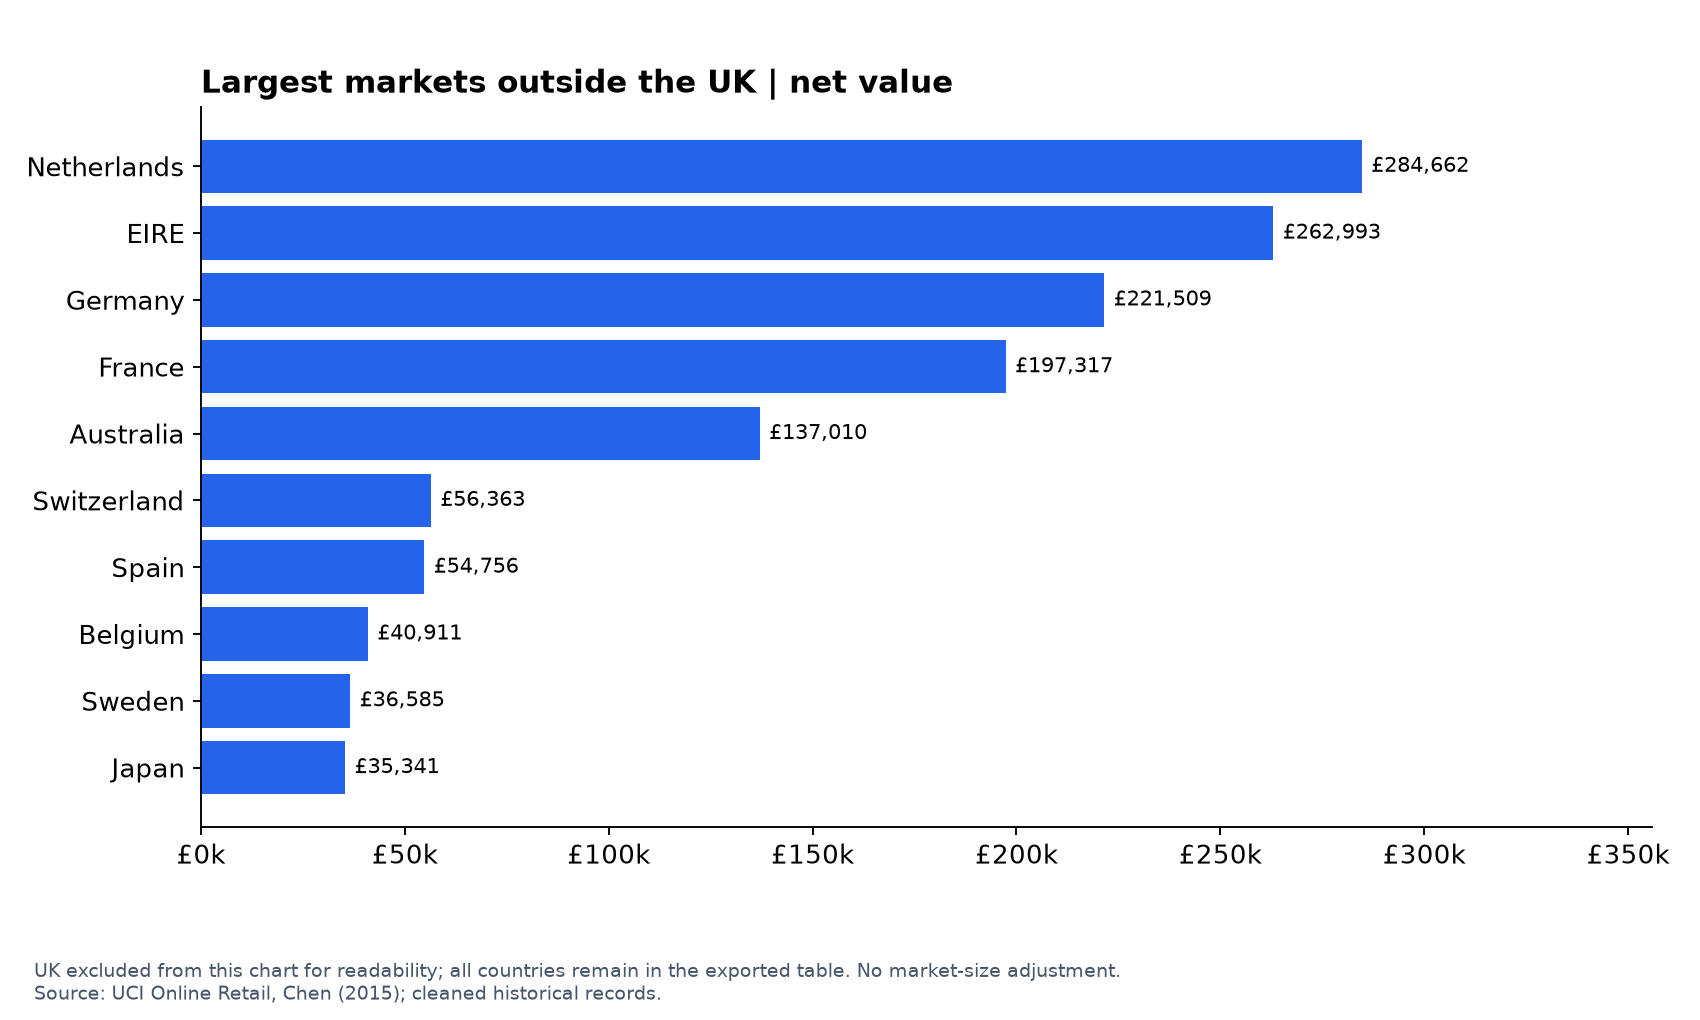 Largest markets outside the UK | net value
Netherlands £284,662
EIRE £262,993
Germany £221,509
France £197,317
Australia £137,010
Switzerland £56,363
Spain £54,756
Belgium £40,911
Sweden £36,585
Japan £35,341
£0k £50k £100k £150k £200k £250k £300k £350k
UK excluded from this chart for readability; all countries remain in the exported table. No market-size adjustment.
Source: UCI Online Retail, Chen (2015); cleaned historical records.